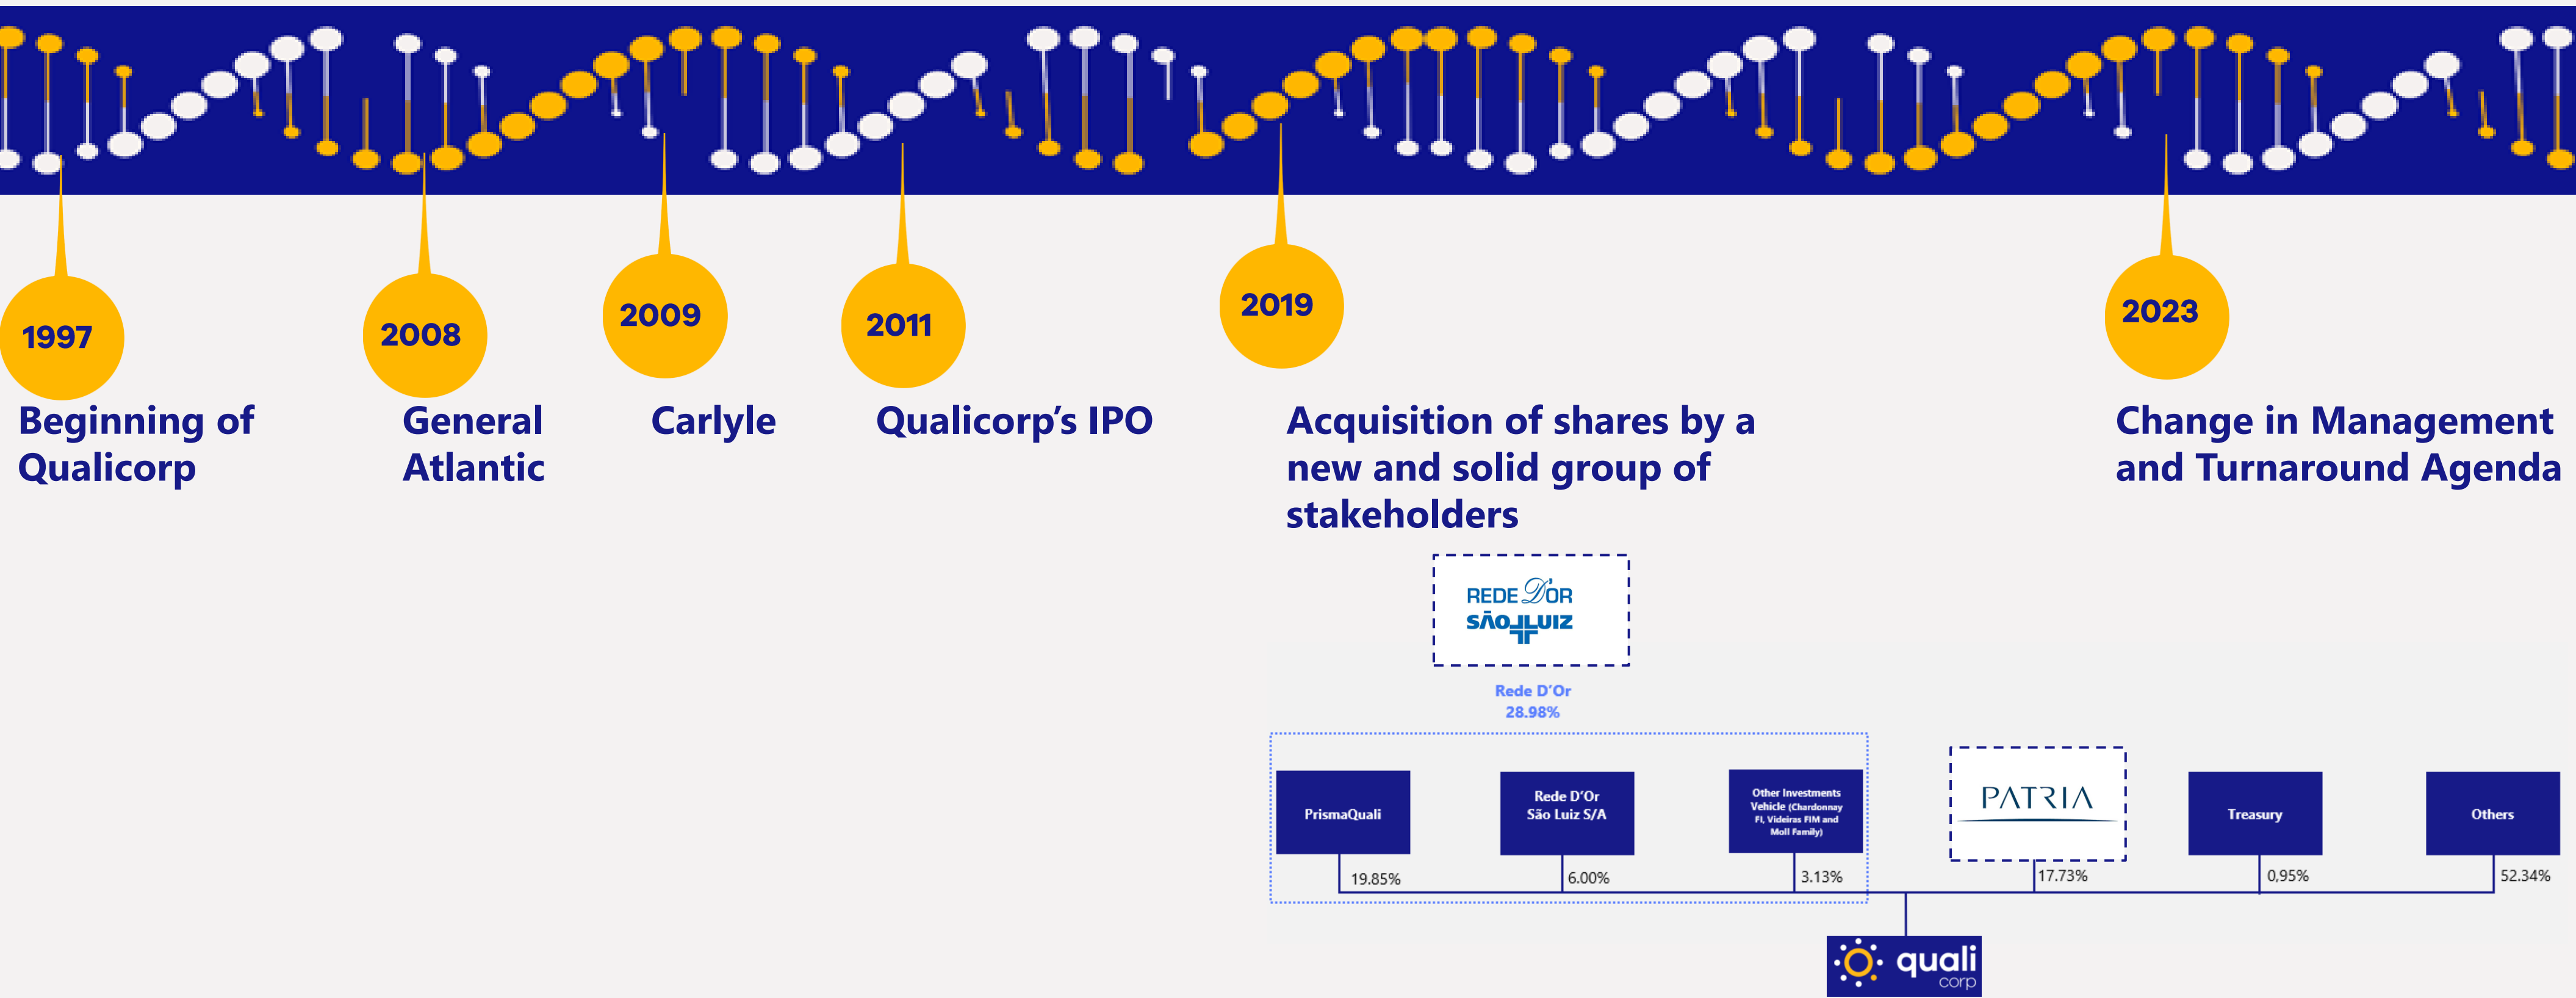 1997
2008
2009
2011
2019
2023
Beginning of
Qualicorp
General
Atlantic
Carlyle
Qualicorp’s IPO
Acquisition of shares by a
new and solid group of
stakeholders
Change in Management
and Turnaround Agenda
REDE D'OR
SÃO LUIZ
Rede D’Or
28.98%
PrismaQuali
Rede D’Or
São Luiz S/A
Other Investments
Vehicle (Chardonnay
FI, Videiras FIM and
Moll Family)
PATRIA
Treasury
Others
19.85%
6.00%
3.13%
17.73%
0,95%
52.34%
quali
corp